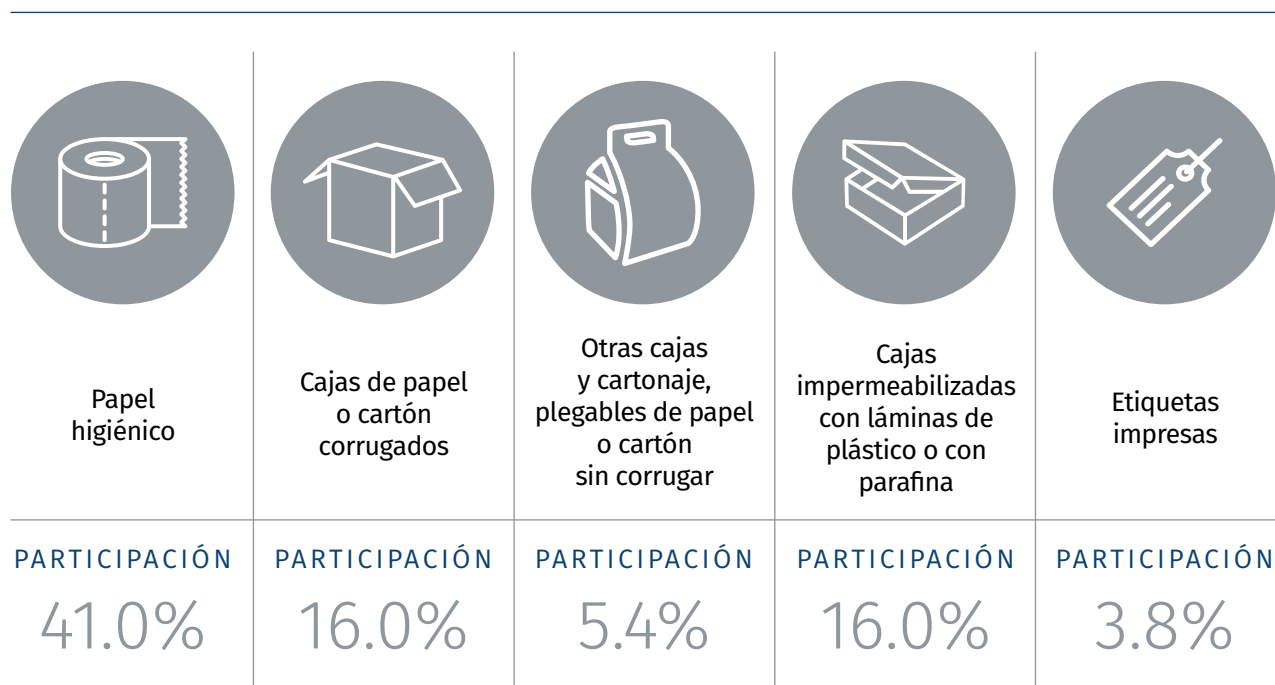 Papel
higiénico
PARTICIPACIÓN
41.0%
Cajas de papel
o cartón
corrugados
PARTICIPACIÓN
16.0%
Otras cajas
y cartonaje,
plegables de papel
o cartón
sin corrugar
PARTICIPACIÓN
5.4%
Cajas
impermeabilizadas
con láminas de
plástico o con
parafina
PARTICIPACIÓN
16.0%
Etiquetas
impresas
PARTICIPACIÓN
3.8%